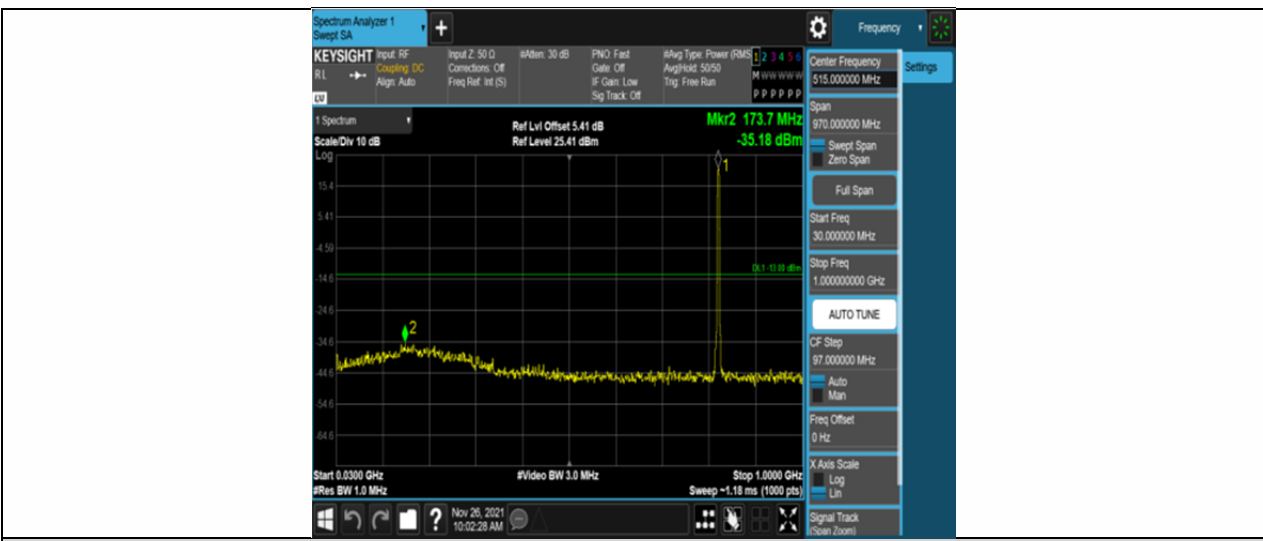 Spectrum Analyzer 1
Swept SA
+
Frequency
KEYSIGHT
RL
LXI
Input: RF
Coupling: DC
Align: Auto
Input Z: 50 Ω
Corrections: Off
Freq Ref: Int (S)
#Atten: 30 dB
PNO: Fast
Gate: Off
IF Gain: Low
Sig Track: Off
#Avg Type: Power (RMS
Avg|Hold: 50/50
Trig: Free Run
1 2 3 4 5 6
M W W W W W
P P P P P P
1 Spectrum
Scale/Div 10 dB
Ref Lvl Offset 5.41 dB
Ref Level 25.41 dBm
Mkr2 173.7 MHz
-35.18 dBm
Log
15.4
5.41
-4.59
-14.6
-24.6
-34.6
-44.6
-54.6
-64.6
1
2
DL1 -13.00 dBm
Start 0.0300 GHz
#Res BW 1.0 MHz
#Video BW 3.0 MHz
Stop 1.0000 GHz
Sweep ~1.18 ms (1000 pts)
?
Nov 26, 2021
10:02:28 AM
Center Frequency
515.000000 MHz
Settings
Span
970.000000 MHz
Swept Span
Zero Span
Full Span
Start Freq
30.000000 MHz
Stop Freq
1.000000000 GHz
AUTO TUNE
CF Step
97.000000 MHz
Auto
Man
Freq Offset
0 Hz
X Axis Scale
Log
Lin
Signal Track
(Span Zoom)